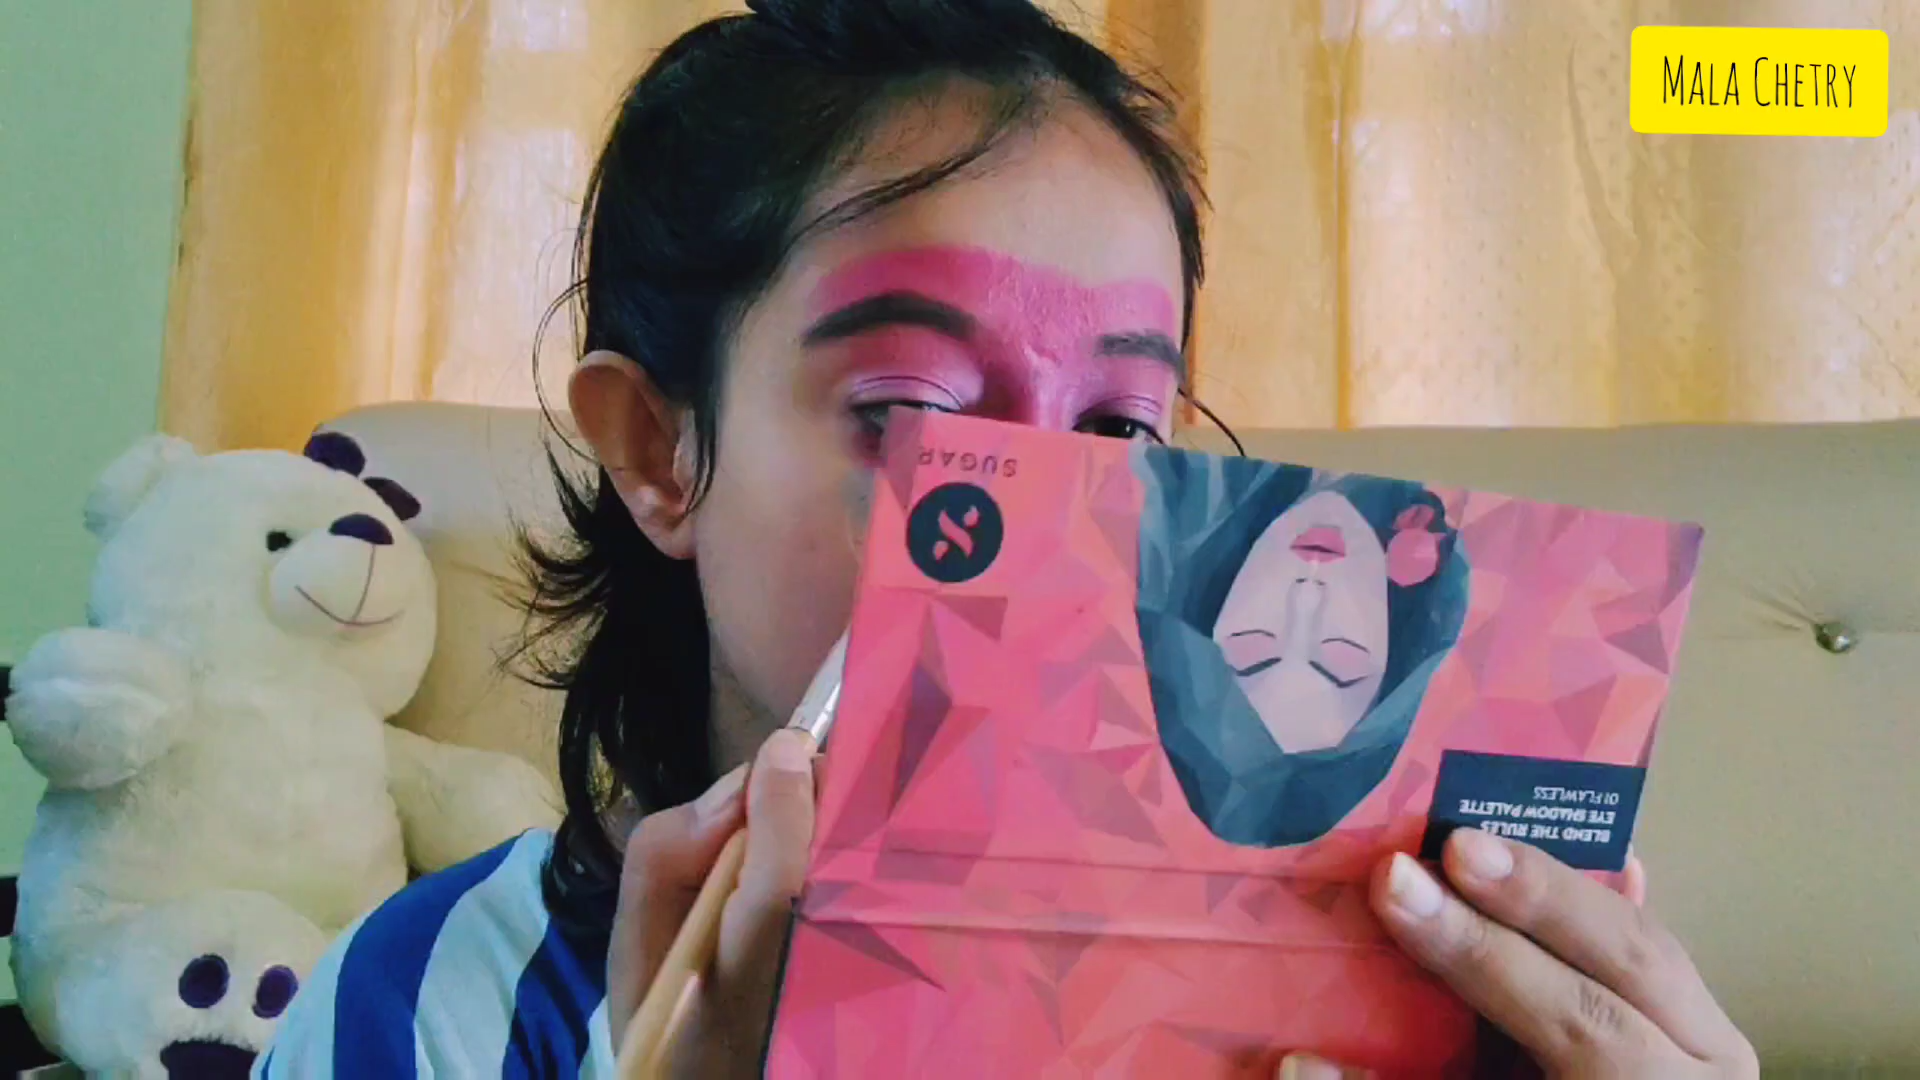 MALA CHETRY
SUGAR
BLEND THE RULES
EYE SHADOW PALETTE
01 FLAWLESS